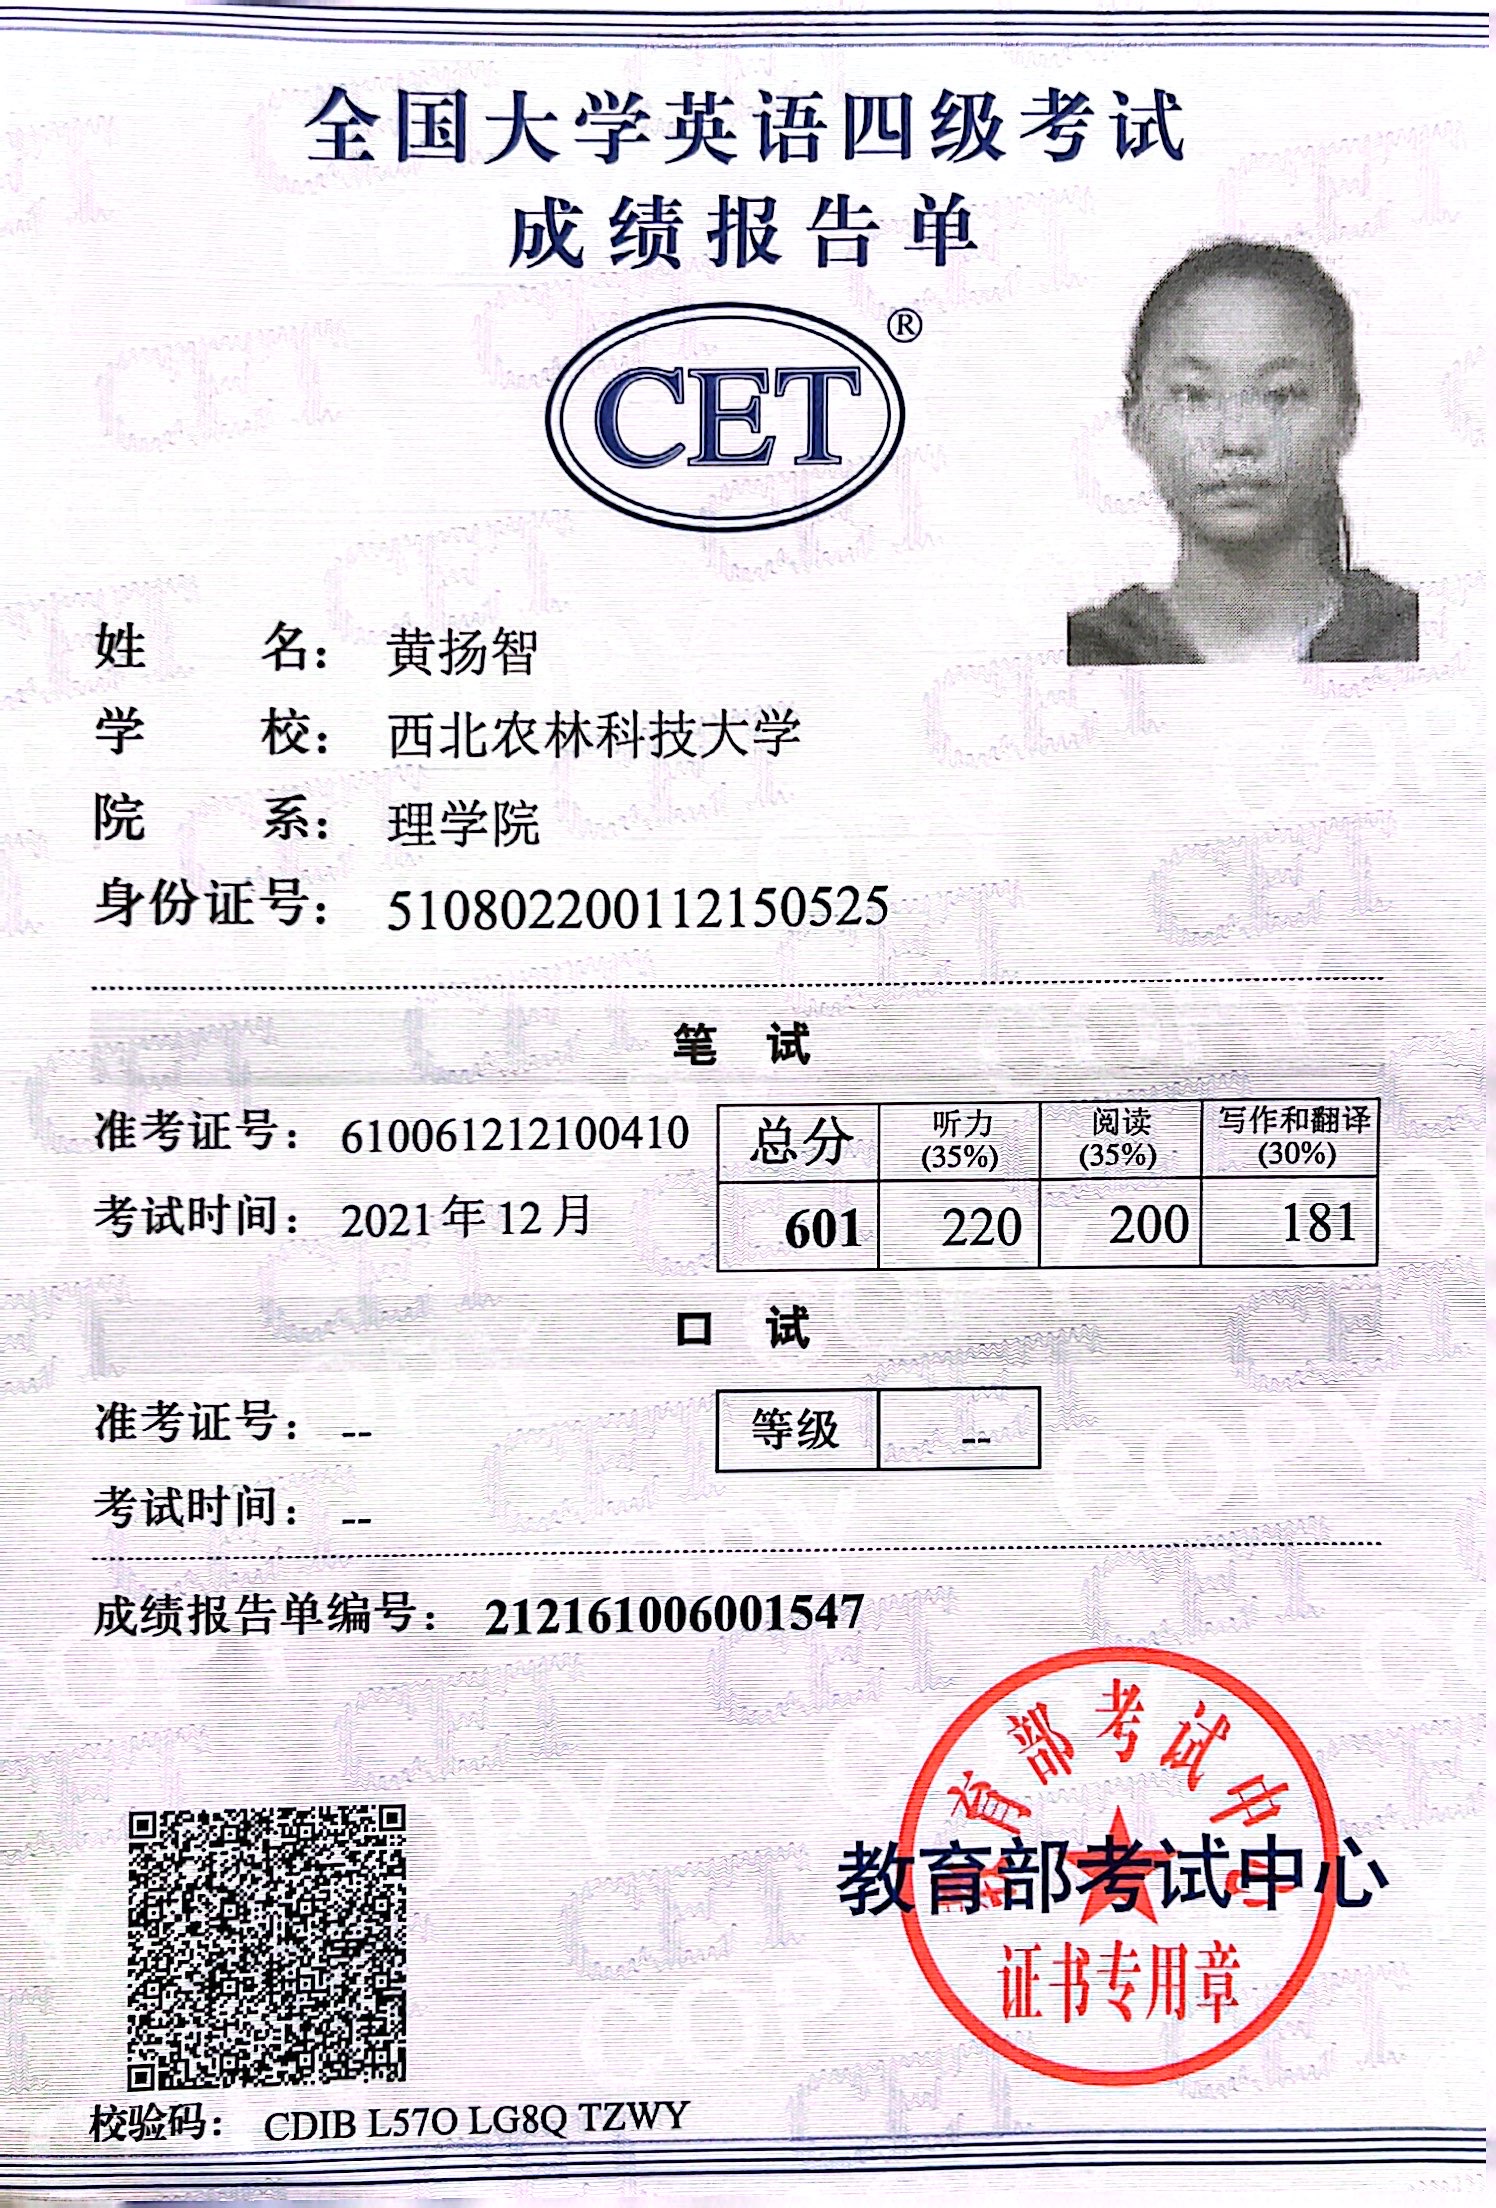 全国大学英语四级考试
成绩报告单
CET®
姓名：黄扬智
学校：西北农林科技大学
院系：理学院
身份证号：510802200112150525
笔试
准考证号：610061212100410
考试时间：2021年12月
总分 听力(35%) 阅读(35%) 写作和翻译(30%)
601 220 200 181
口试
准考证号：--
考试时间：--
等级 --
成绩报告单编号：212161006001547
教育部考试中心
教育部考试中心
证书专用章
校验码：CDIB L57O LG8Q TZWY